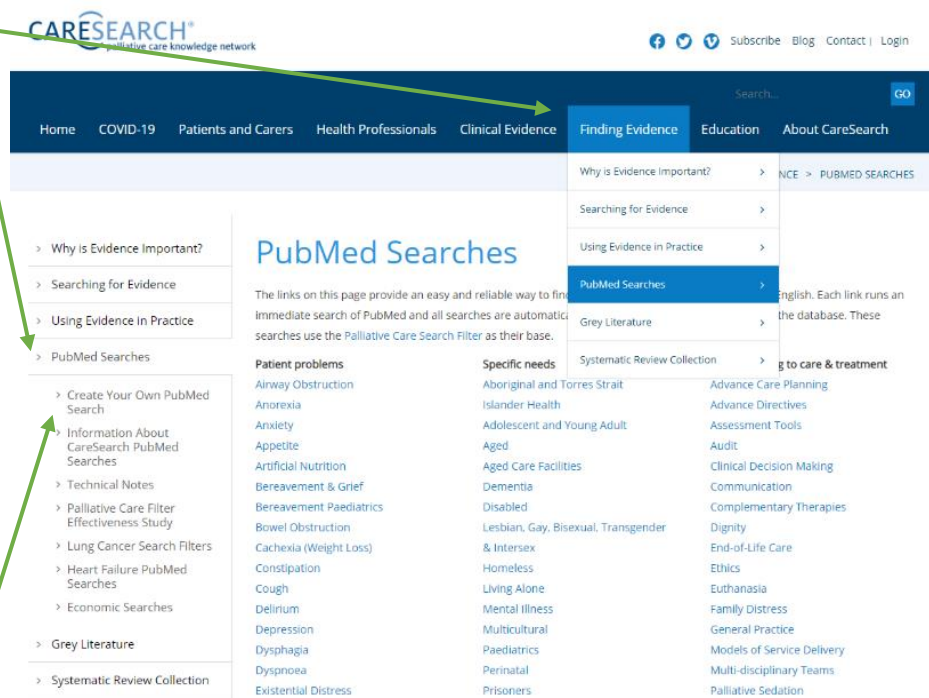 CARESEARCH®
palliative care knowledge network
Subscribe Blog Contact | Login
Search... GO
Home COVID-19 Patients and Carers Health Professionals Clinical Evidence Finding Evidence Education About CareSearch
NCE > PUBMED SEARCHES
Why is Evidence Important? >
Searching for Evidence >
Using Evidence in Practice >
PubMed Searches >
Grey Literature >
Systematic Review Collection >
> Why is Evidence Important?
> Searching for Evidence
> Using Evidence in Practice
> PubMed Searches
> Create Your Own PubMed
Search
> Information About
CareSearch PubMed
Searches
> Technical Notes
> Palliative Care Filter
Effectiveness Study
> Lung Cancer Search Filters
> Heart Failure PubMed
Searches
> Economic Searches
> Grey Literature
> Systematic Review Collection
PubMed Searches
The links on this page provide an easy and reliable way to fin English. Each link runs an
immediate search of PubMed and all searches are automatica the database. These
searches use the Palliative Care Search Filter as their base.
Patient problems
Airway Obstruction
Anorexia
Anxiety
Appetite
Artificial Nutrition
Bereavement & Grief
Bereavement Paediatrics
Bowel Obstruction
Cachexia (Weight Loss)
Constipation
Cough
Delirium
Depression
Dysphagia
Dyspnoea
Existential Distress
Specific needs
Aboriginal and Torres Strait
Islander Health
Adolescent and Young Adult
Aged
Aged Care Facilities
Dementia
Disabled
Lesbian, Gay, Bisexual, Transgender
& Intersex
Homeless
Living Alone
Mental Illness
Multicultural
Paediatrics
Perinatal
Prisoners
g to care & treatment
Advance Care Planning
Advance Directives
Assessment Tools
Audit
Clinical Decision Making
Communication
Complementary Therapies
Dignity
End-of-Life Care
Ethics
Euthanasia
Family Distress
General Practice
Models of Service Delivery
Multi-disciplinary Teams
Palliative Sedation